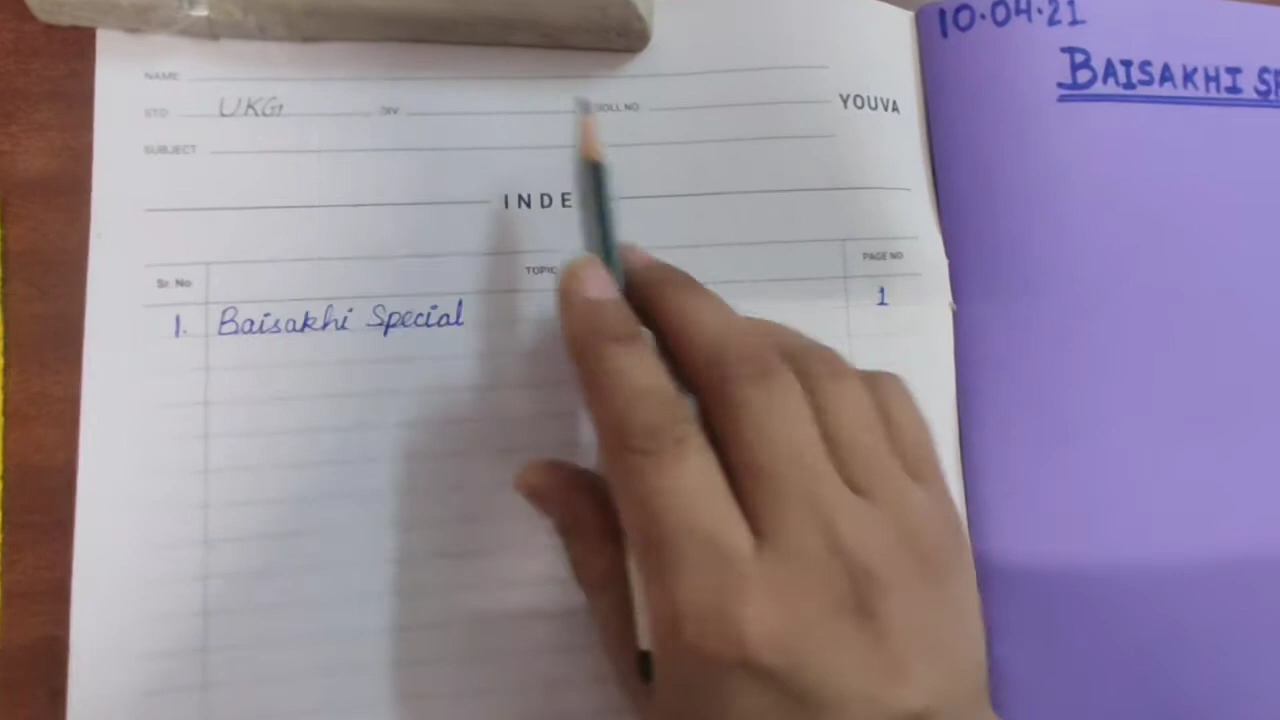 NAME
STD UKG DIV ROLL NO
YOUVA
SUBJECT
INDE
Sr. No TOPIC PAGE NO
1. Baisakhi Special 1
10.04.21
BAISAKHI SP